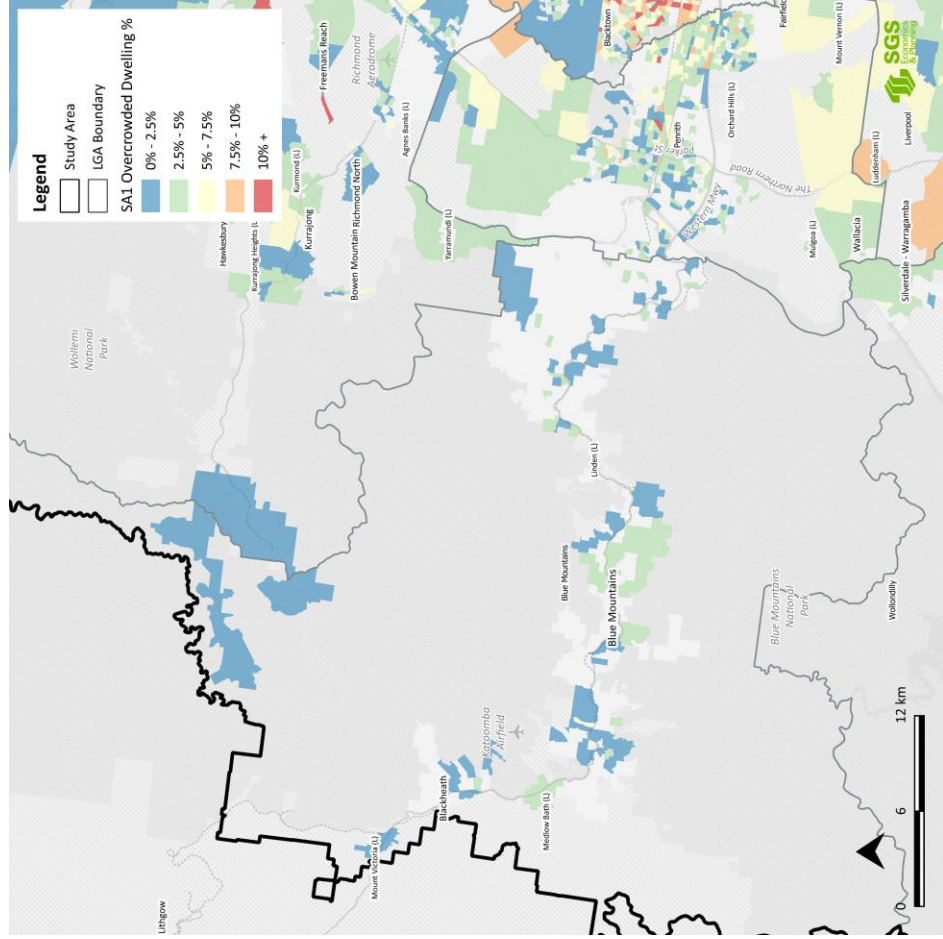 Legend
Study Area
LGA Boundary
SA1 Overcrowded Dwelling %
0% - 2.5%
2.5% - 5%
5% - 7.5%
7.5% - 10%
10% +
Lithgow
Wollemi
National
Park
Hawkesbury
Kurrajong Heights (L
Kurmond (L)
Kurrajong
Freemans Reach
Richmond
Aerodrome
Bowen Mountain
Richmond North
Agnes Banks (L)
Yarramundi (L)
Mount Victoria (L)
Blackheath
Katoomba
Airfield
Medlow Bath (L)
Blue Mountains
Blue Mountains
Linden (L)
Blacktown
Penrith
Parker St
Western Mwy
Orchard Hills (L)
The Northern Road
Fairfield
Mount Vernon (L)
Mulgoa (L)
Wallacia
Luddenham (L)
Liverpool
Silverdale - Warragamba
Blue Mountains
National
Park
Wollondilly
0
6
12 km
SGS
Economics
& Planning